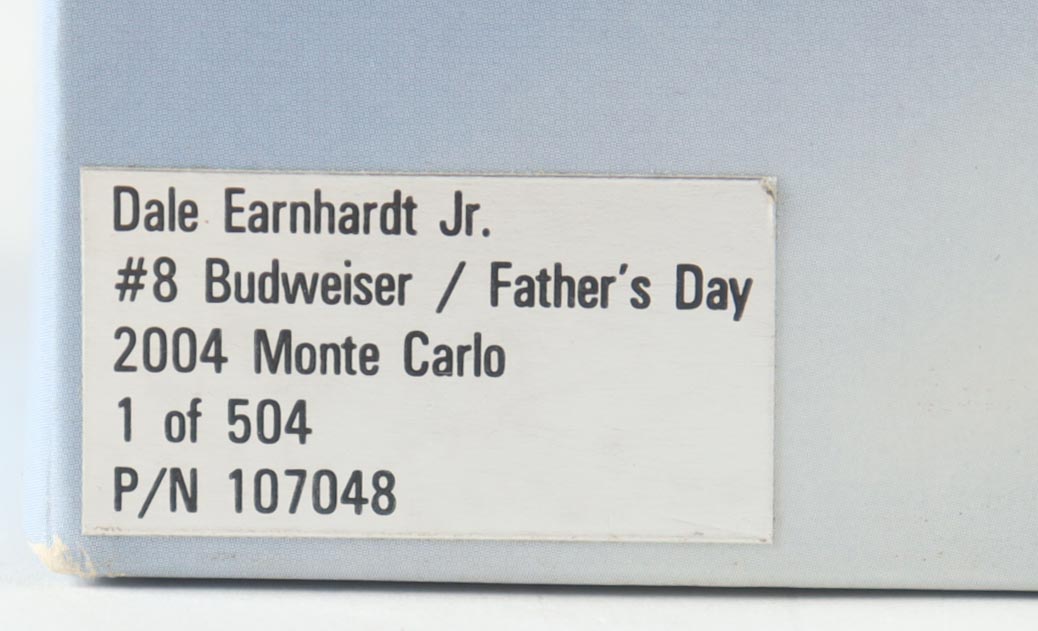 Dale Earnhardt Jr.
#8 Budweiser / Father's Day
2004 Monte Carlo
1 of 504
P/N 107048